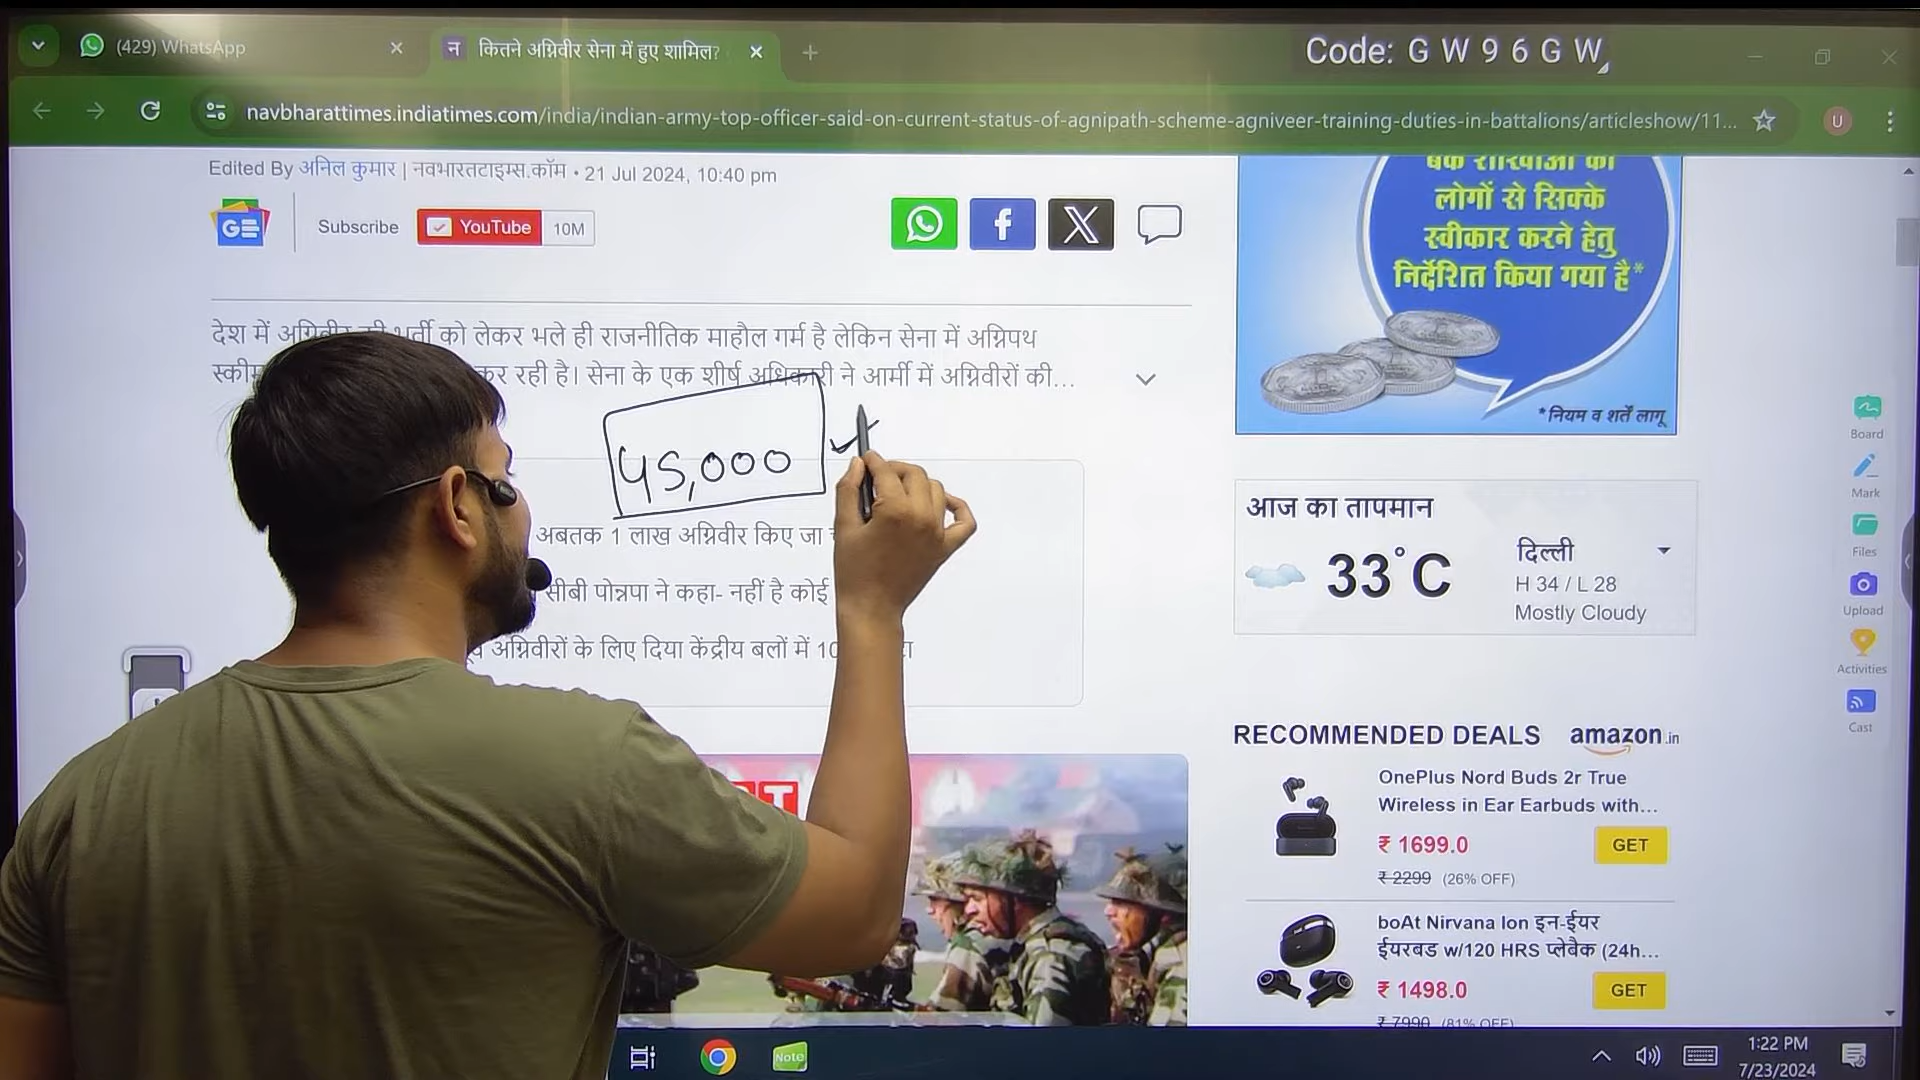 (429) WhatsApp
न कितने अग्निवीर सेना में हुए शामिल?
Code: G W 9 6 G W
navbharattimes.indiatimes.com/india/indian-army-top-officer-said-on-current-status-of-agnipath-scheme-agniveer-training-duties-in-battalions/articleshow/11...
U
Edited By अनिल कुमार | नवभारतटाइम्स.कॉम • 21 Jul 2024, 10:40 pm
GE Subscribe YouTube 10M
देश में अग्निवीर की भर्ती को लेकर भले ही राजनीतिक माहौल गर्म है लेकिन सेना में अग्निपथ
कर रही है। सेना के एक शीर्ष अधिकारी ने आर्मी में अग्निवीरों की...
45,000
अबतक 1 लाख अग्निवीर किए जा
सीबी पोन्नपा ने कहा- नहीं है कोई
अग्निवीरों के लिए दिया केंद्रीय बलों में
लोगों से सिक्के
स्वीकार करने हेतु
निर्देशित किया गया है*
*नियम व शर्तें लागू
आज का तापमान
33°C
दिल्ली
H 34 / L 28
Mostly Cloudy
RECOMMENDED DEALS amazon.in
OnePlus Nord Buds 2r True
Wireless in Ear Earbuds with...
₹ 1699.0
GET
₹ 2299 (26% OFF)
boAt Nirvana Ion इन-ईयर
ईयरबड w/120 HRS प्लेबैक (24h...
₹ 1498.0
GET
₹ 7990 (81% OFF)
Board
Mark
Files
Upload
Activities
Cast
Note
1:22 PM
7/23/2024